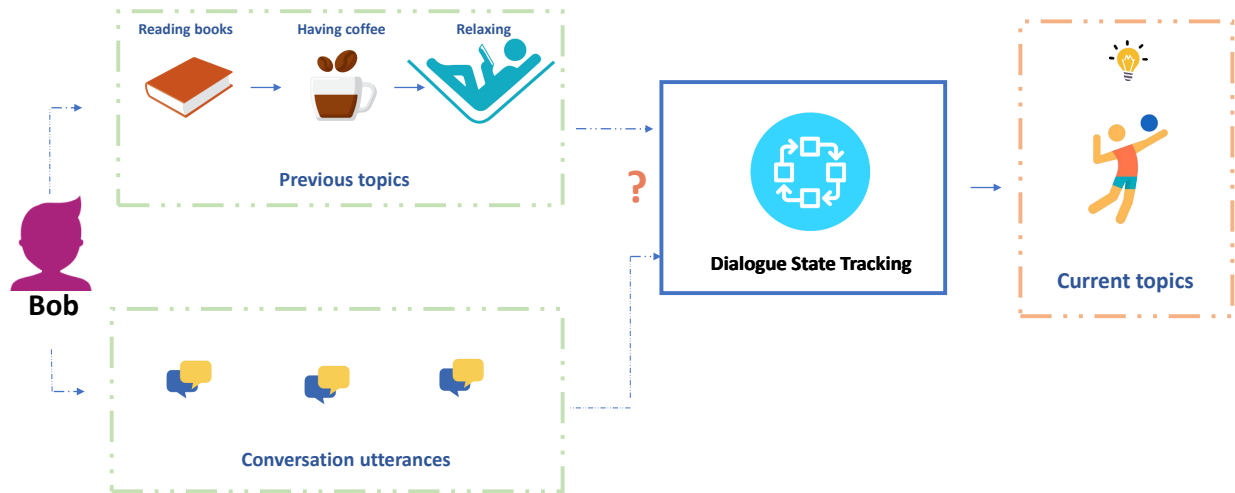 Reading books
Having coffee
Relaxing
Previous topics
?
Bob
Dialogue State Tracking
Current topics
Conversation utterances